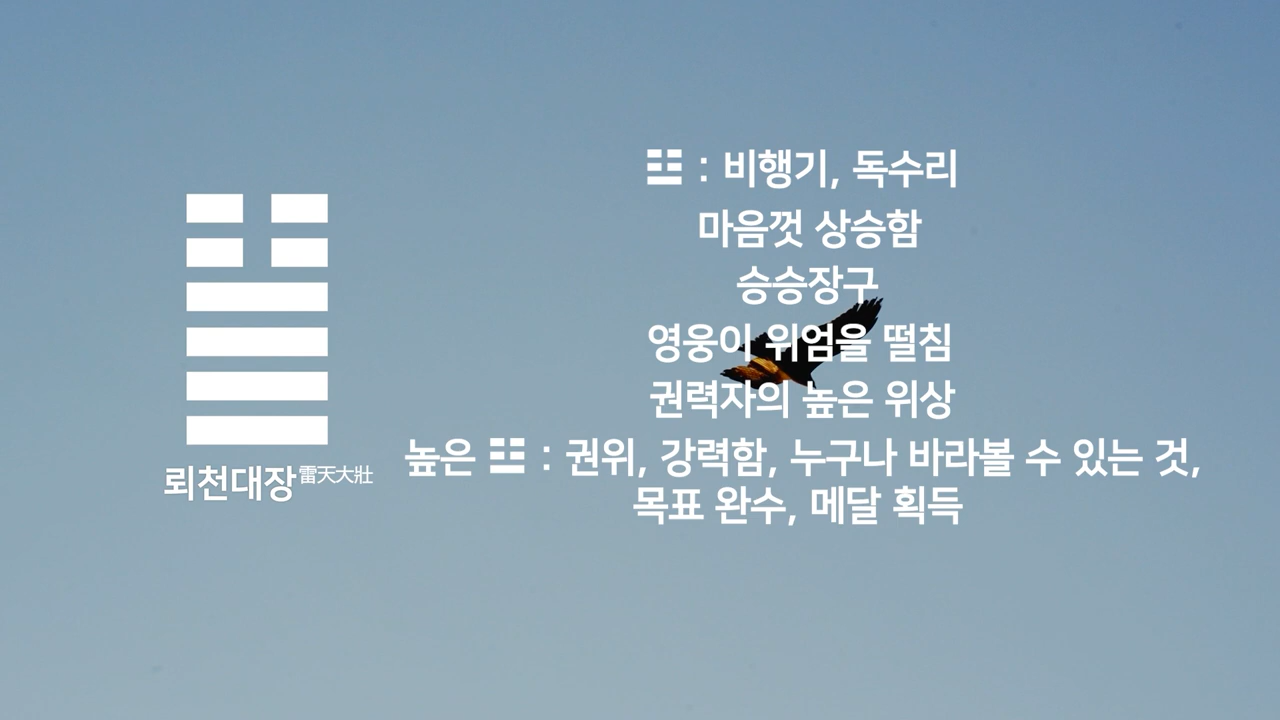 ☳ : 비행기, 독수리
마음껏 상승함
승승장구
영웅이 위엄을 떨침
권력자의 높은 위상
높은 ☳ : 권위, 강력함, 누구나 바라볼 수 있는 것,
목표 완수, 메달 획득
뢰천대장雷天大壯